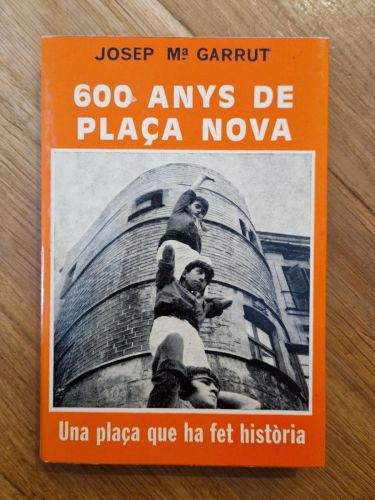 JOSEP Mª GARRUT
600 ANYS DE
PLAÇA NOVA
Una plaça que ha fet història